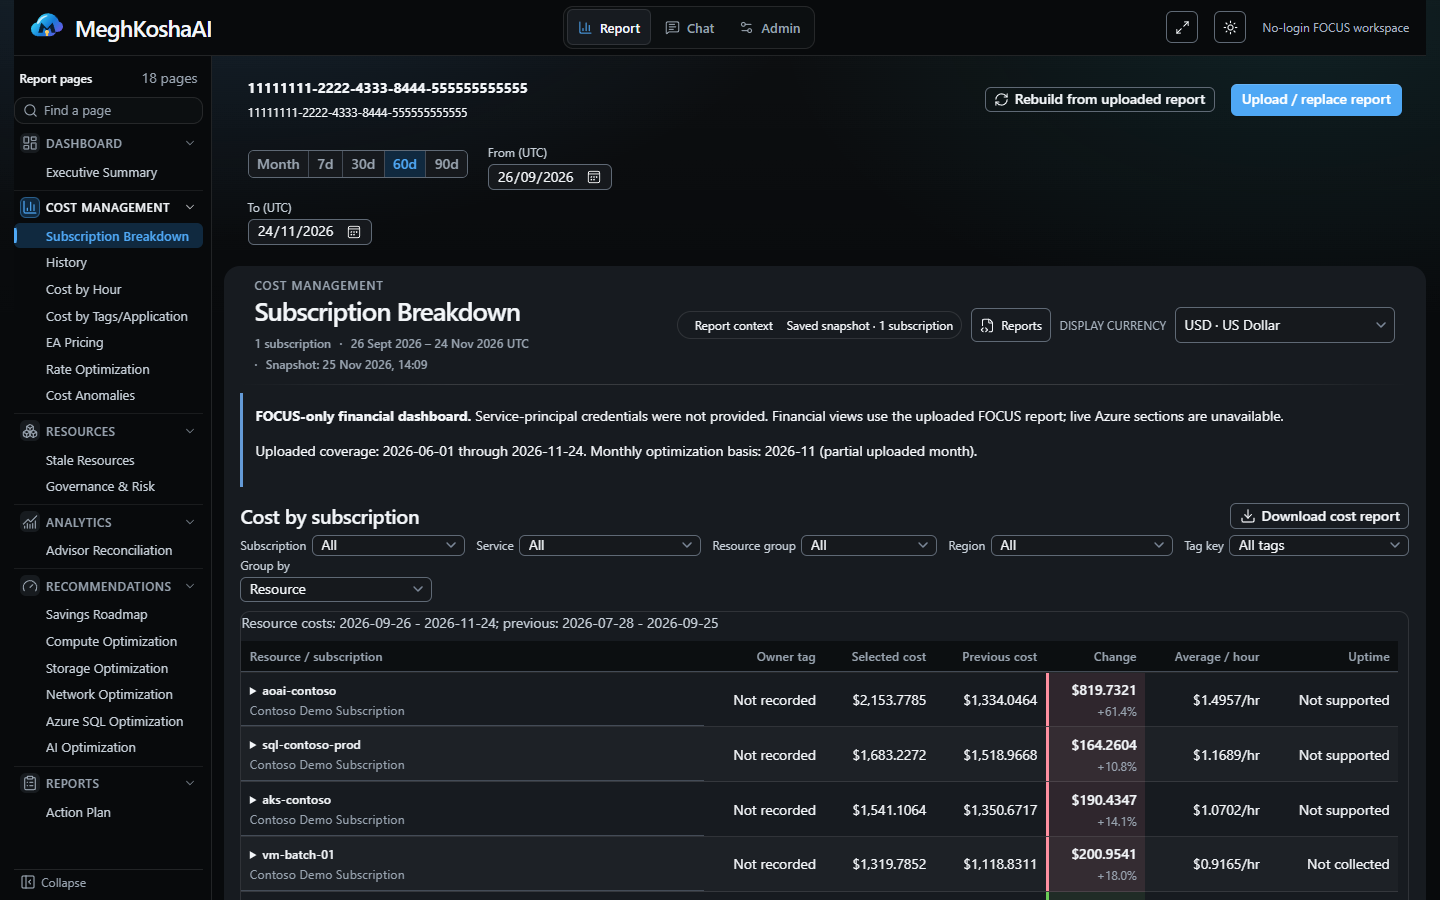 MeghKoshaAI
Report
Chat
Admin
No-login FOCUS workspace
Report pages
18 pages
Find a page
DASHBOARD
Executive Summary
COST MANAGEMENT
Subscription Breakdown
History
Cost by Hour
Cost by Tags/Application
EA Pricing
Rate Optimization
Cost Anomalies
RESOURCES
Stale Resources
Governance & Risk
ANALYTICS
Advisor Reconciliation
RECOMMENDATIONS
Savings Roadmap
Compute Optimization
Storage Optimization
Network Optimization
Azure SQL Optimization
AI Optimization
REPORTS
Action Plan
Collapse
11111111-2222-4333-8444-555555555555
11111111-2222-4333-8444-555555555555
Rebuild from uploaded report
Upload / replace report
Month 7d 30d 60d 90d
From (UTC)
26/09/2026
To (UTC)
24/11/2026
COST MANAGEMENT
Subscription Breakdown
1 subscription · 26 Sept 2026 – 24 Nov 2026 UTC
· Snapshot: 25 Nov 2026, 14:09
Report context Saved snapshot · 1 subscription
Reports
DISPLAY CURRENCY
USD · US Dollar
FOCUS-only financial dashboard. Service-principal credentials were not provided. Financial views use the uploaded FOCUS report; live Azure sections are unavailable.
Uploaded coverage: 2026-06-01 through 2026-11-24. Monthly optimization basis: 2026-11 (partial uploaded month).
Cost by subscription
Download cost report
Subscription All Service All Resource group All Region All Tag key All tags
Group by
Resource
Resource costs: 2026-09-26 - 2026-11-24; previous: 2026-07-28 - 2026-09-25
Resource / subscription Owner tag Selected cost Previous cost Change Average / hour Uptime
aoai-contoso
Contoso Demo Subscription
Not recorded $2,153.7785 $1,334.0464 $819.7321 +61.4% $1.4957/hr Not supported
sql-contoso-prod
Contoso Demo Subscription
Not recorded $1,683.2272 $1,518.9668 $164.2604 +10.8% $1.1689/hr Not supported
aks-contoso
Contoso Demo Subscription
Not recorded $1,541.1064 $1,350.6717 $190.4347 +14.1% $1.0702/hr Not supported
vm-batch-01
Contoso Demo Subscription
Not recorded $1,319.7852 $1,118.8311 $200.9541 +18.0% $0.9165/hr Not collected